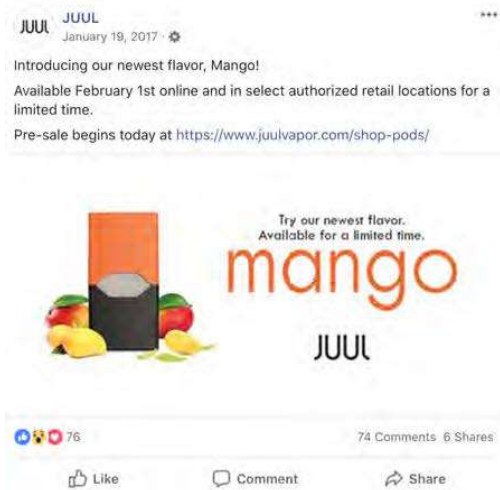 JUUL
JUUL
January 19, 2017 ·
Introducing our newest flavor, Mango!
Available February 1st online and in select authorized retail locations for a
limited time.
Pre-sale begins today at https://www.juulvapor.com/shop-pods/
Try our newest flavor.
Available for a limited time.
mango
JUUL
76
74 Comments 6 Shares
Like
Comment
Share